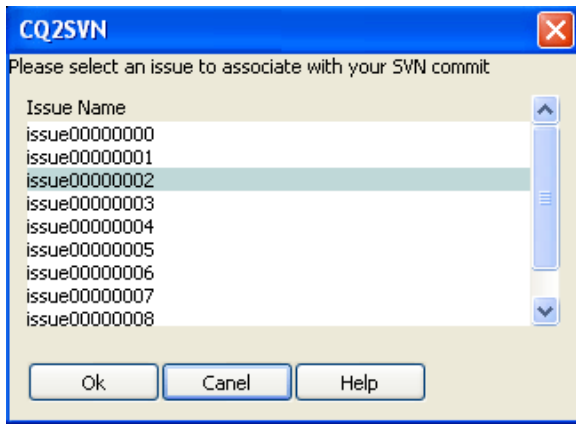 CQ2SVN
Please select an issue to associate with your SVN commit
Issue Name
issue00000000
issue00000001
issue00000002
issue00000003
issue00000004
issue00000005
issue00000006
issue00000007
issue00000008
Ok Canel Help